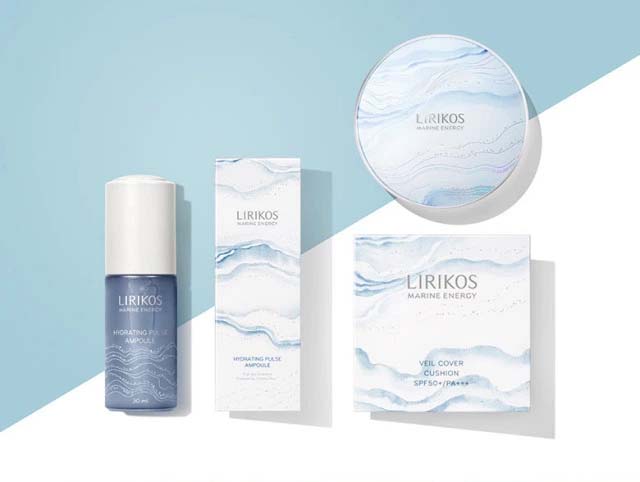 LIRIKOS
MARINE ENERGY
HYDRATING PULSE
AMPOULE
30 ml
LIRIKOS
MARINE ENERGY
HYDRATING PULSE
AMPOULE
LIRIKOS
MARINE ENERGY
LIRIKOS
MARINE ENERGY
VEIL COVER
CUSHION
SPF50+/PA+++